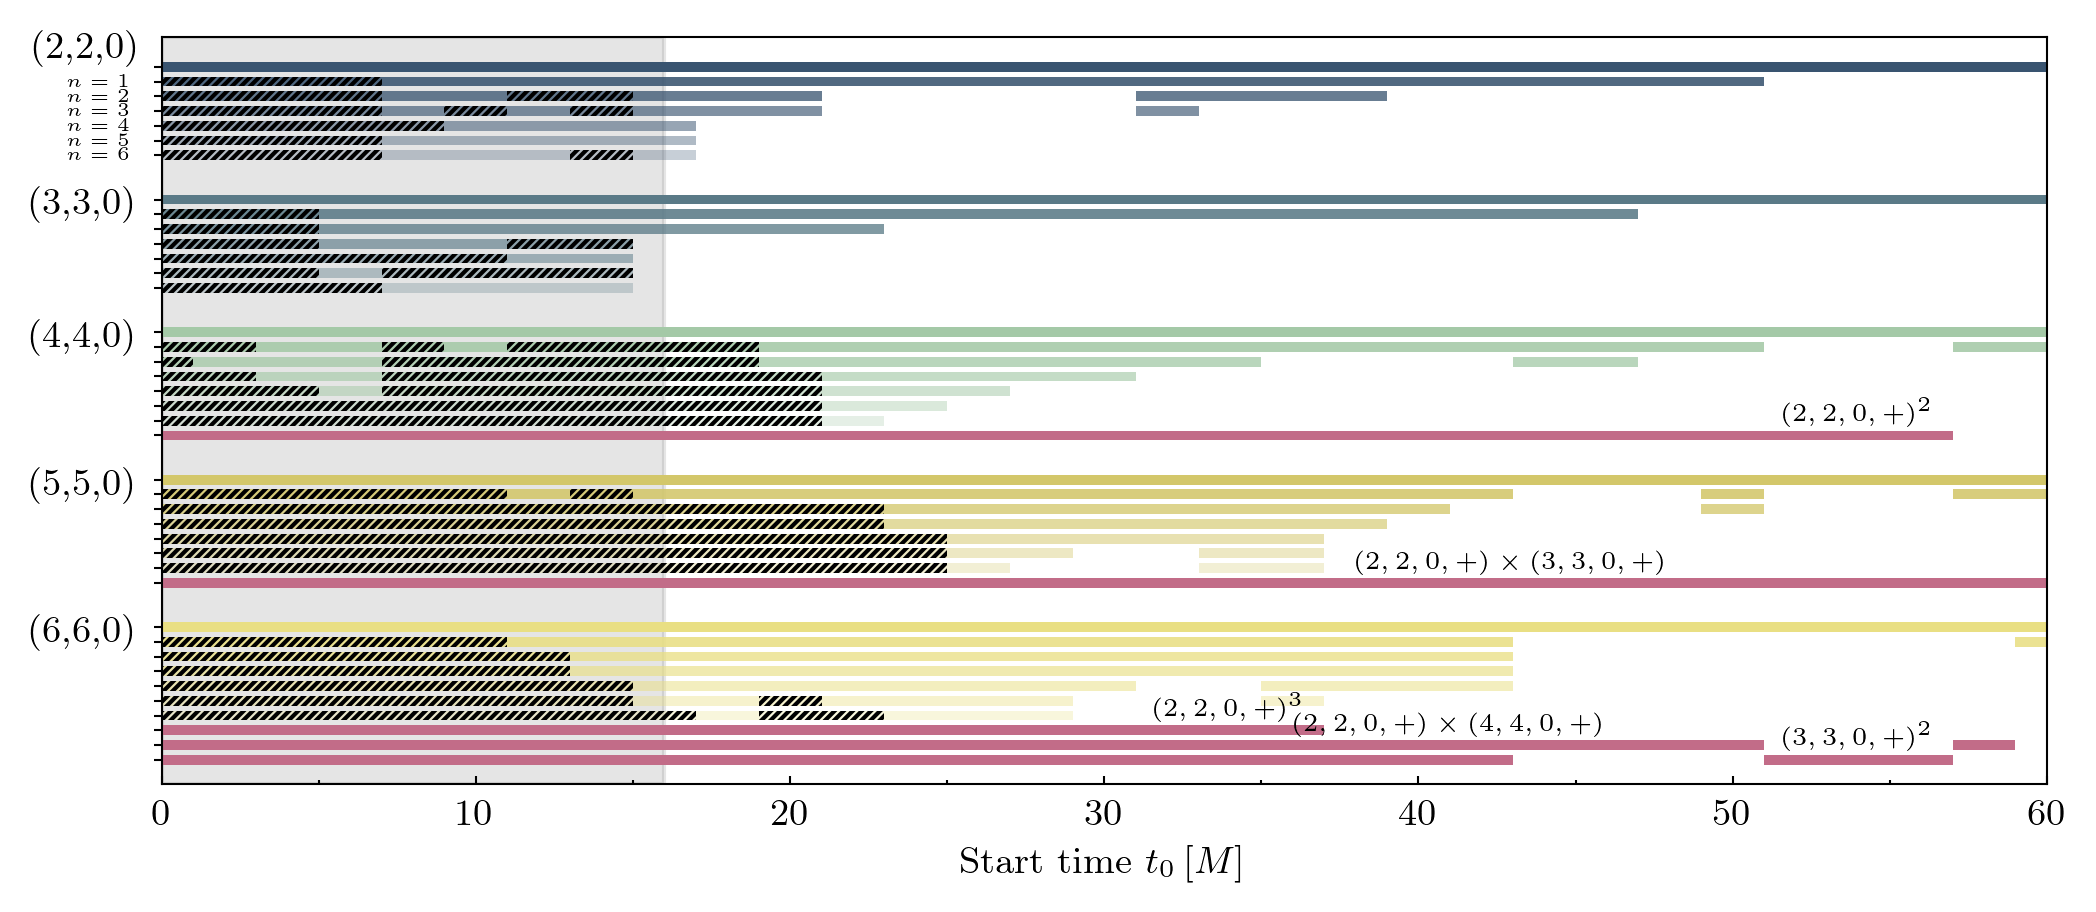 (2,2,0)
n = 1
n = 2
n = 3
n = 4
n = 5
n = 6
(3,3,0)
(4,4,0)
(2, 2, 0, +)²
(5,5,0)
(2, 2, 0, +) × (3, 3, 0, +)
(6,6,0)
(2, 2, 0, +)³
(2, 2, 0, +) × (4, 4, 0, +)
(3, 3, 0, +)²
0 10 20 30 40 50 60
Start time t₀ [M]